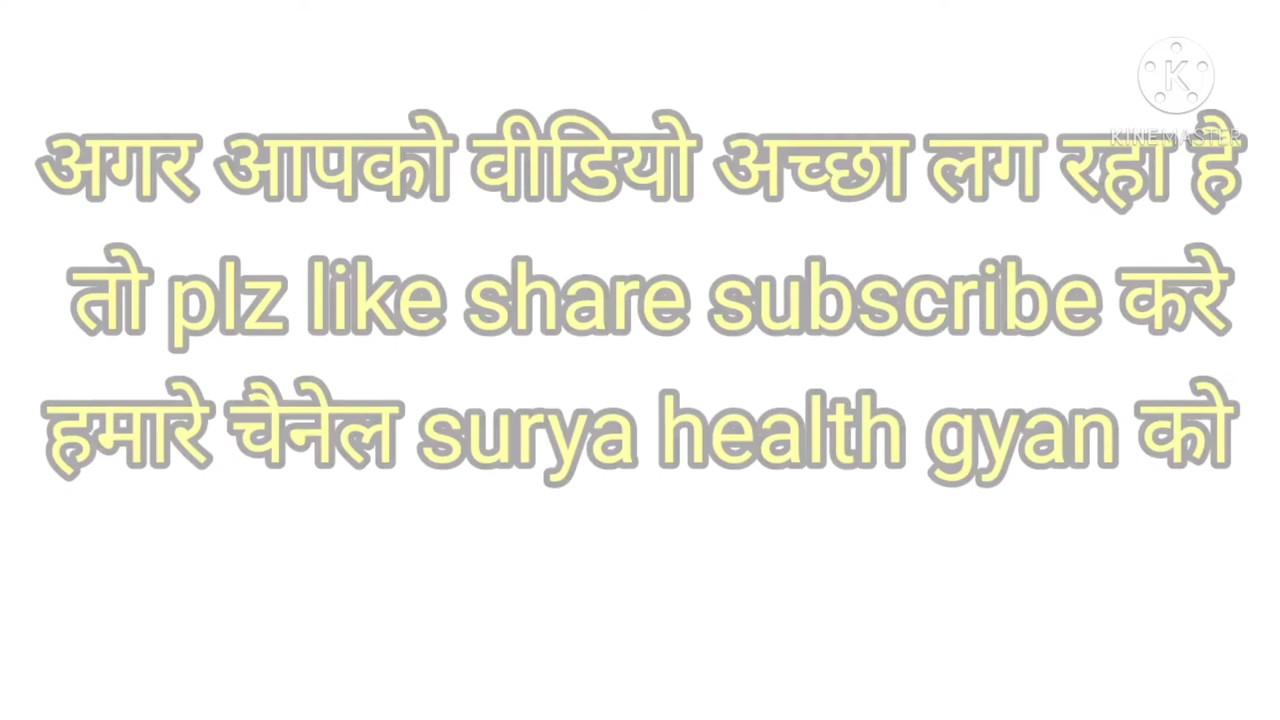 KINEMASTER
अगर आपको वीडियो अच्छा लग रहा हे
तो plz like share subscribe करे
हमारे चैनेल surya health gyan को